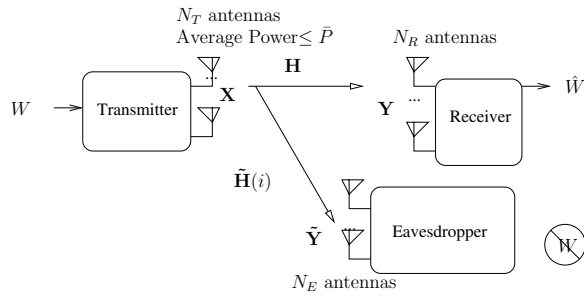 N_T antennas
Average Power≤ P̄
N_R antennas
H
Ŵ
W
Transmitter
...
X
Y
...
Receiver
H̃(i)
Ỹ
...
Eavesdropper
W
N_E antennas